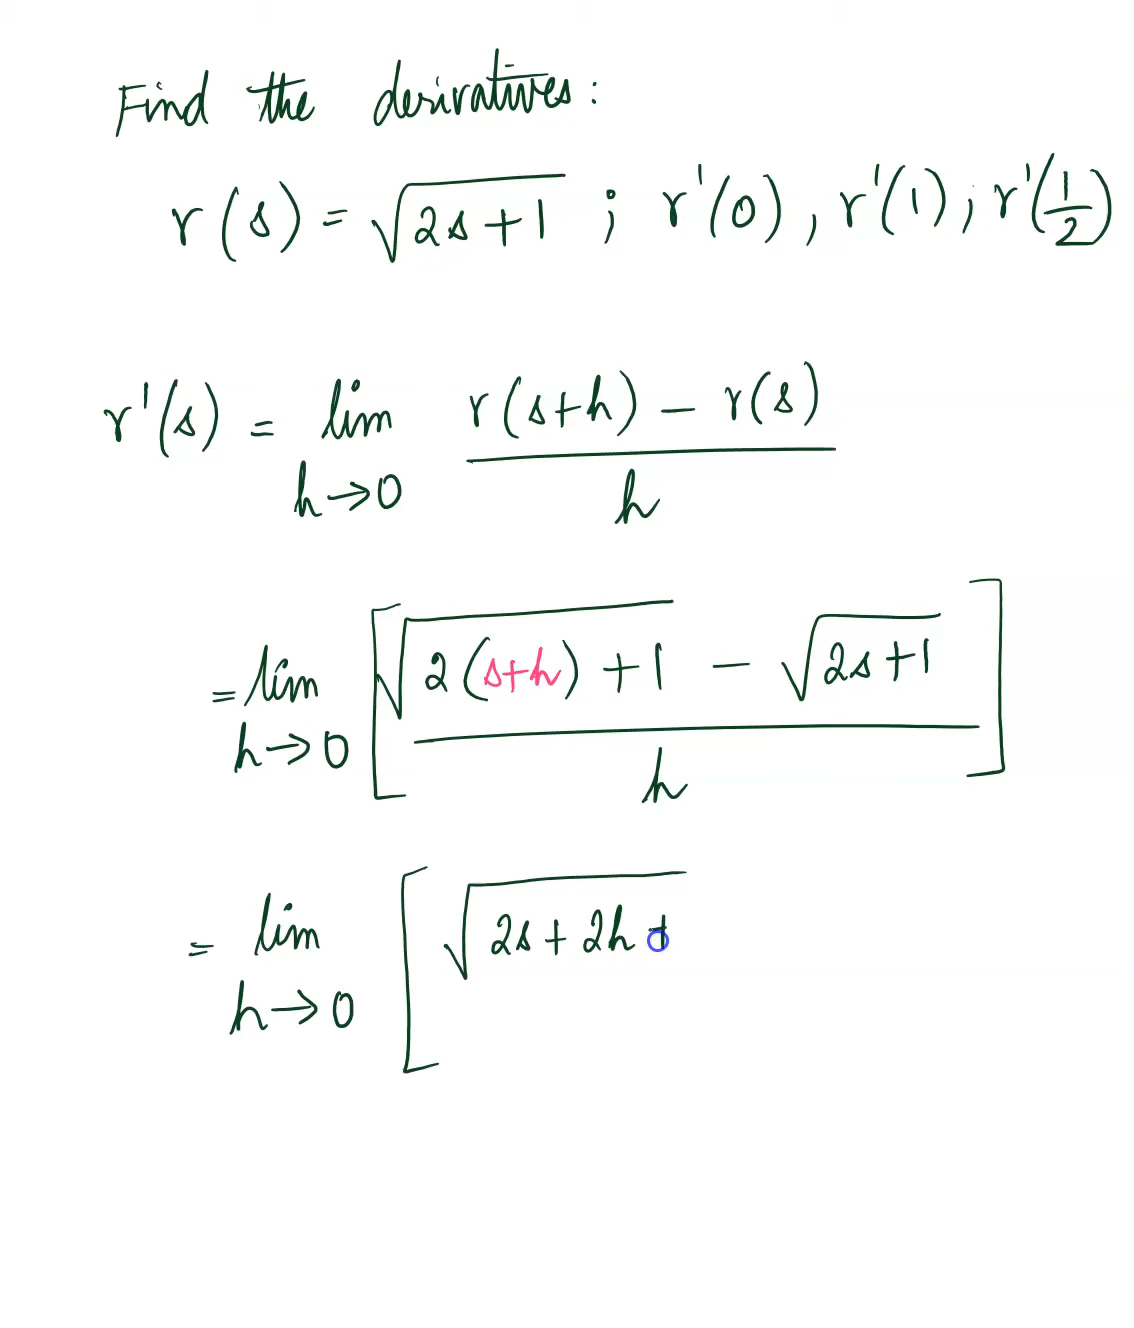 Find the derivatives:
r(s) = √(2s+1) ; r'(0), r'(1); r'(1/2)
r'(s) = lim h→0 (r(s+h) − r(s))/h
= lim h→0 [(√(2(s+h)+1) − √(2s+1))/h]
= lim h→0 [√(2s+2h+